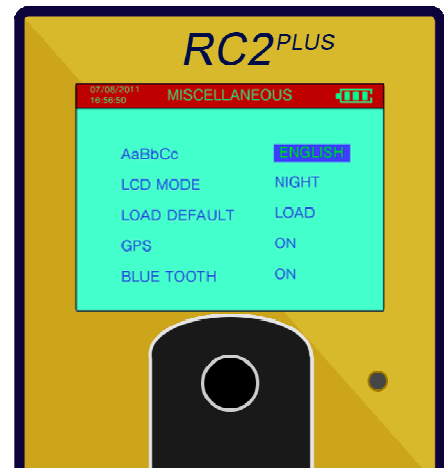 RC2PLUS
07/08/2011
16:56:50
MISCELLANEOUS
AaBbCc ENGLISH
LCD MODE NIGHT
LOAD DEFAULT LOAD
GPS ON
BLUE TOOTH ON